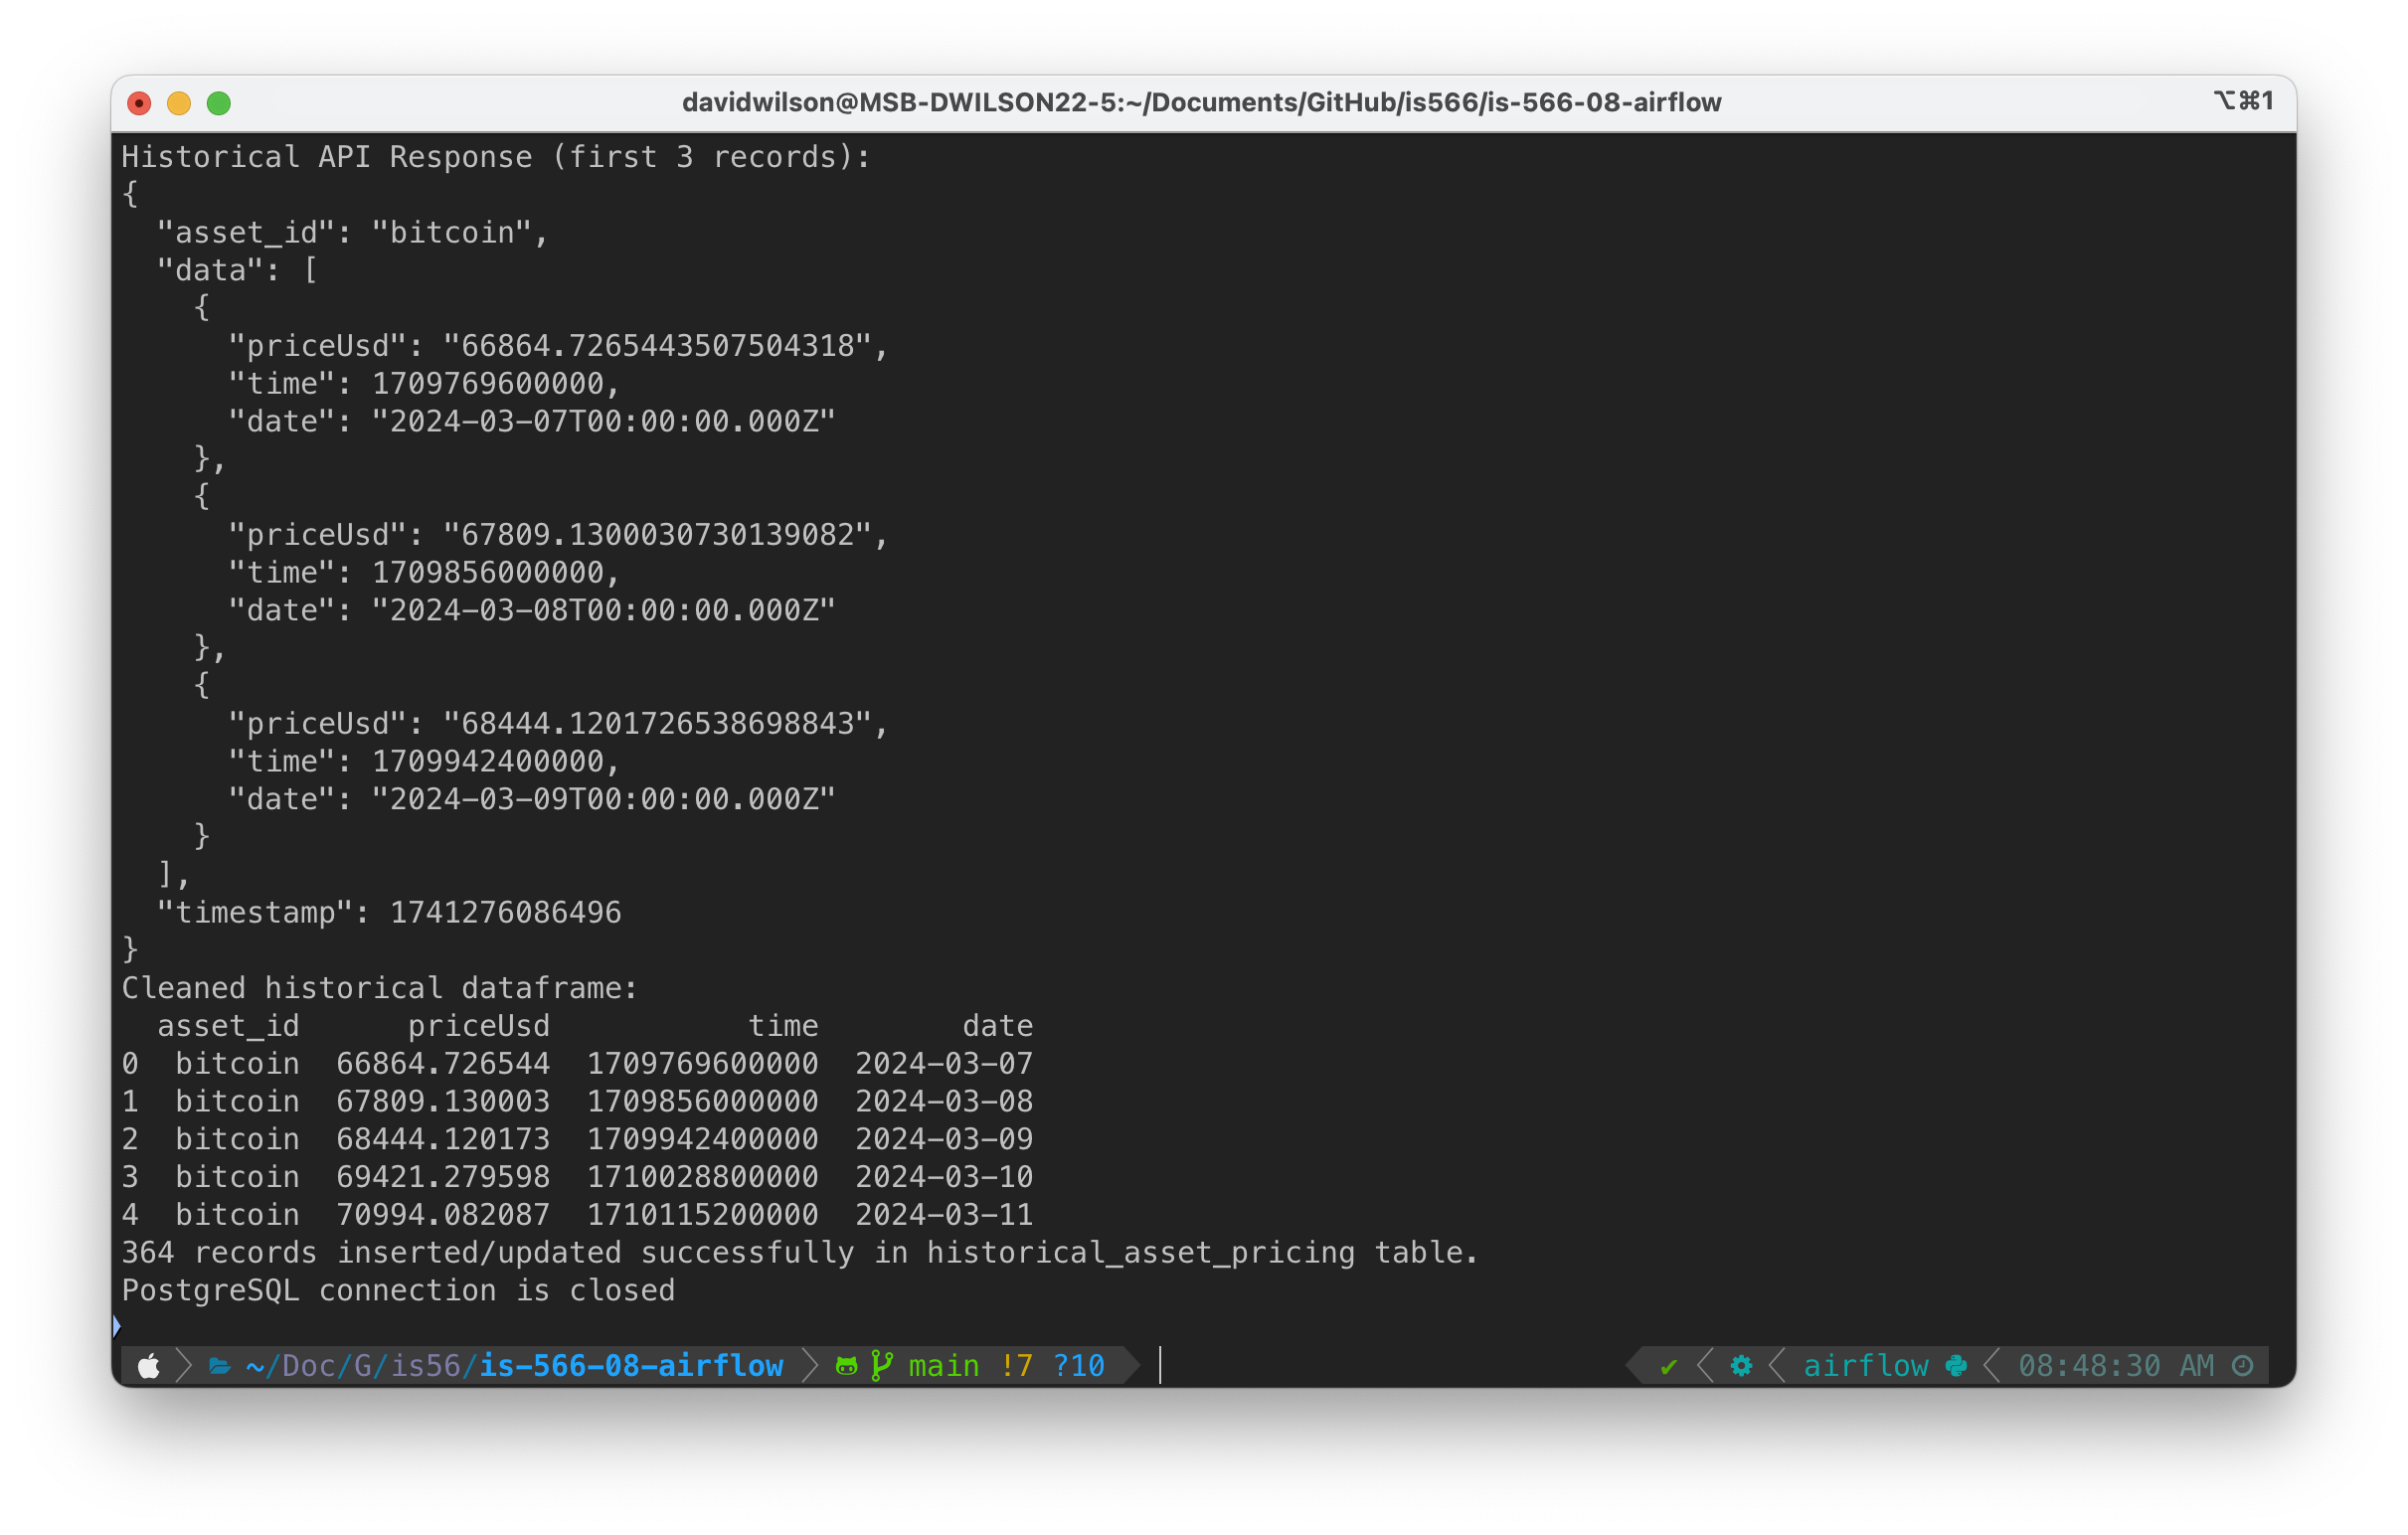 davidwilson@MSB-DWILSON22-5:~/Documents/GitHub/is566/is-566-08-airflow ⌥⌘1
Historical API Response (first 3 records):
{
  "asset_id": "bitcoin",
  "data": [
    {
      "priceUsd": "66864.7265443507504318",
      "time": 1709769600000,
      "date": "2024-03-07T00:00:00.000Z"
    },
    {
      "priceUsd": "67809.1300030730139082",
      "time": 1709856000000,
      "date": "2024-03-08T00:00:00.000Z"
    },
    {
      "priceUsd": "68444.1201726538698843",
      "time": 1709942400000,
      "date": "2024-03-09T00:00:00.000Z"
    }
  ],
  "timestamp": 1741276086496
}
Cleaned historical dataframe:
  asset_id      priceUsd           time        date
0  bitcoin  66864.726544  1709769600000  2024-03-07
1  bitcoin  67809.130003  1709856000000  2024-03-08
2  bitcoin  68444.120173  1709942400000  2024-03-09
3  bitcoin  69421.279598  1710028800000  2024-03-10
4  bitcoin  70994.082087  1710115200000  2024-03-11
364 records inserted/updated successfully in historical_asset_pricing table.
PostgreSQL connection is closed
~/Doc/G/is56/is-566-08-airflow main !7 ?10 ✔ airflow 08:48:30 AM